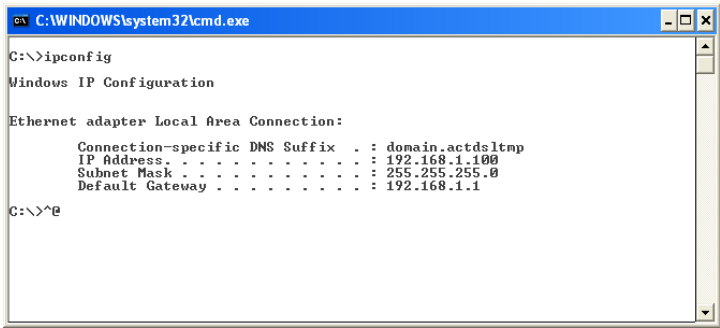 C:\WINDOWS\system32\cmd.exe
C:\>ipconfig
Windows IP Configuration
Ethernet adapter Local Area Connection:
Connection-specific DNS Suffix  . : domain.actdsltmp
IP Address. . . . . . . . . . . . : 192.168.1.100
Subnet Mask . . . . . . . . . . . : 255.255.255.0
Default Gateway . . . . . . . . . : 192.168.1.1
C:\>^@